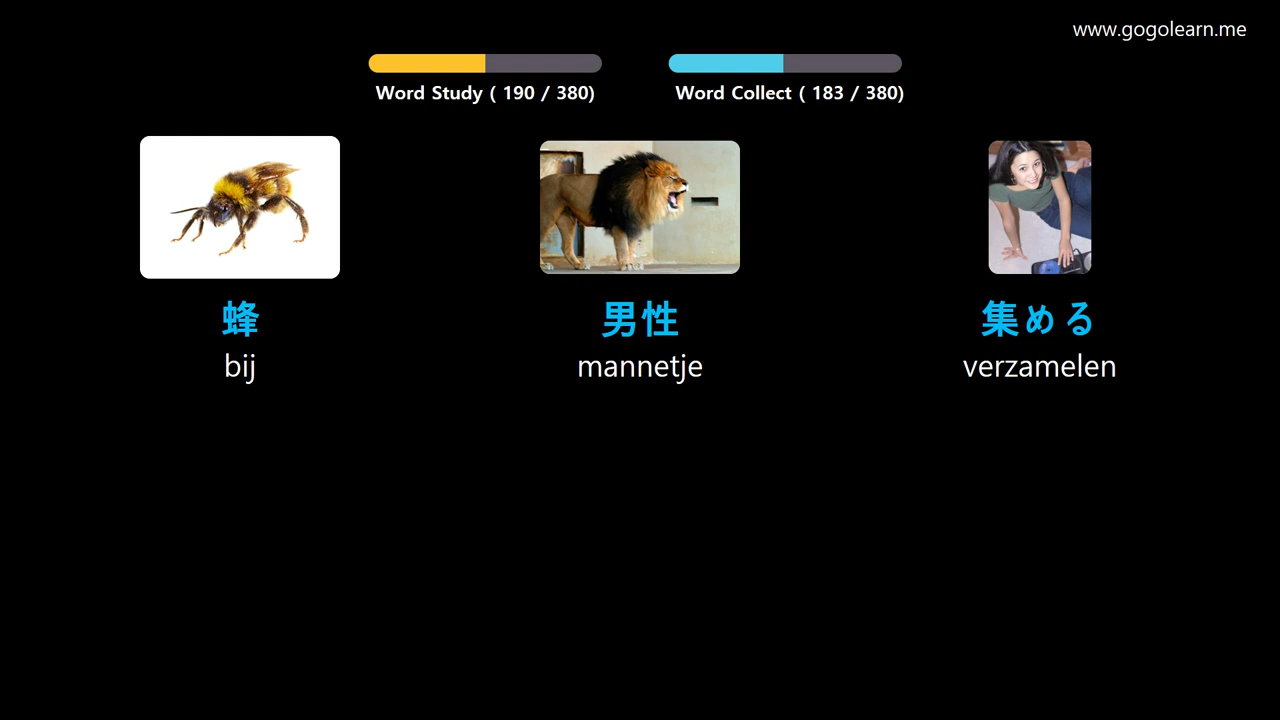 www.gogolearn.me
Word Study ( 190 / 380)
Word Collect ( 183 / 380)
蜂
bij
男性
mannetje
集める
verzamelen